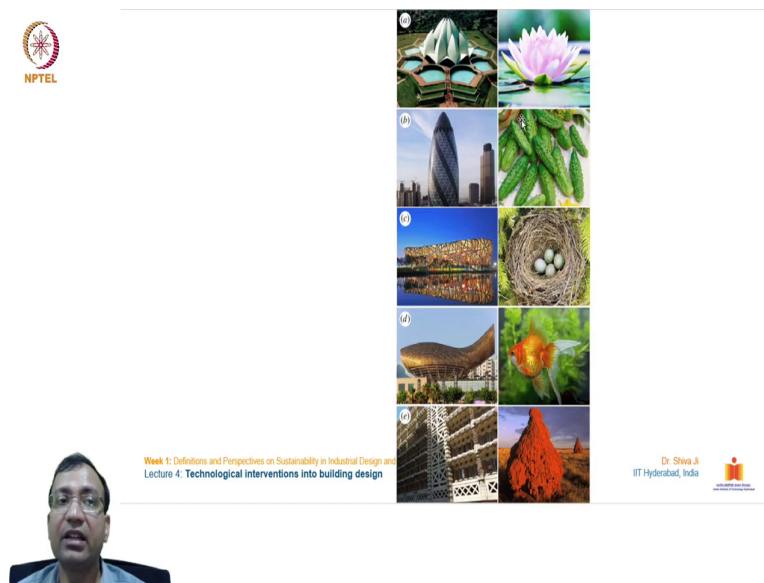 NPTEL
(a)
(b)
(c)
(d)
(e)
Week 1: Definitions and Perspectives on Sustainability in Industrial Design and
Lecture 4: Technological interventions into building design
Dr. Shiva Ji
IIT Hyderabad, India